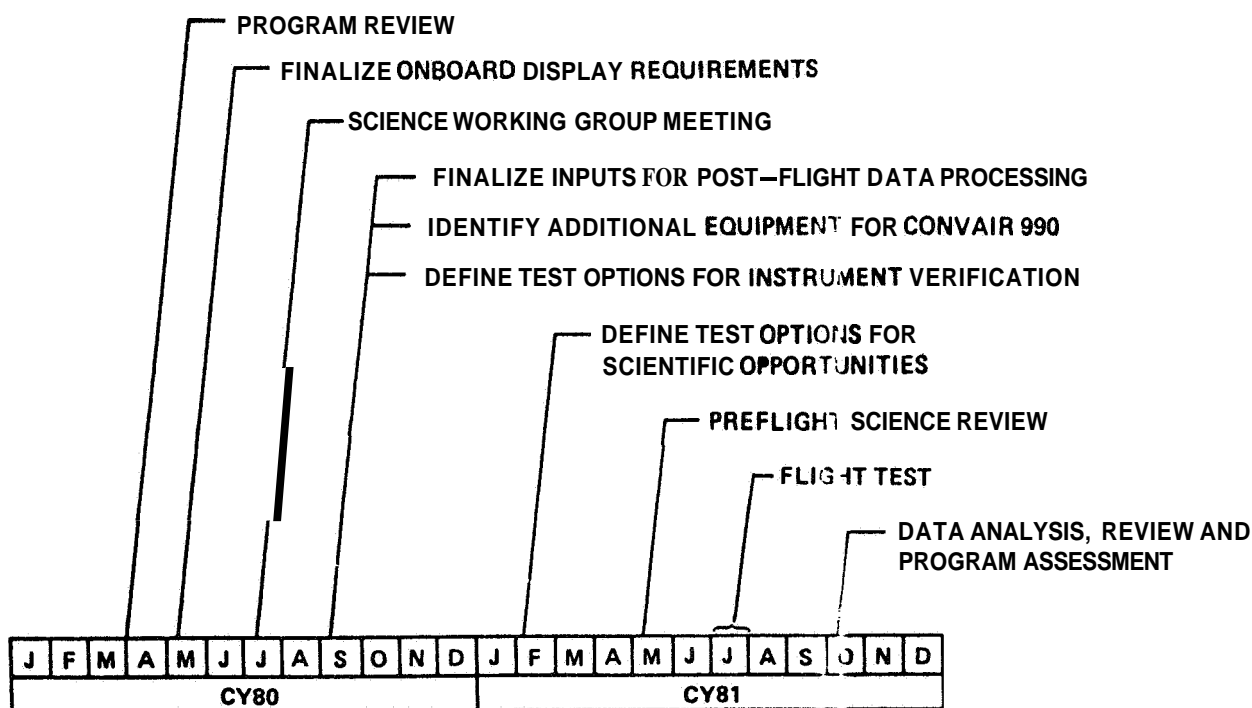 PROGRAM REVIEW
FINALIZE ONBOARD DISPLAY REQUIREMENTS
SCIENCE WORKING GROUP MEETING
FINALIZE INPUTS FOR POST–FLIGHT DATA PROCESSING
IDENTIFY ADDITIONAL EQUIPMENT FOR CONVAIR 990
DEFINE TEST OPTIONS FOR INSTRUMENT VERIFICATION
DEFINE TEST OPTIONS FOR
SCIENTIFIC OPPORTUNITIES
PREFLIGHT SCIENCE REVIEW
FLIGHT TEST
DATA ANALYSIS, REVIEW AND
PROGRAM ASSESSMENT
J F M A M J J A S O N D J F M A M J J A S O N D
CY80 CY81